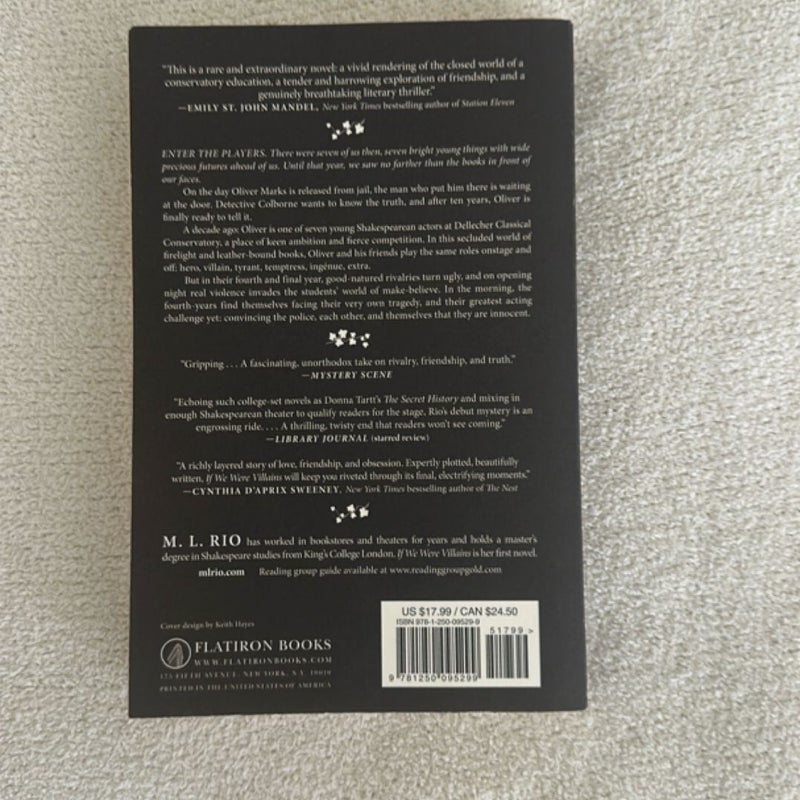 "This is a rare and extraordinary novel: a vivid rendering of the closed world of a
conservatory education, a tender and harrowing exploration of friendship, and a
genuinely breathtaking literary thriller."
—EMILY ST. JOHN MANDEL, New York Times bestselling author of Station Eleven
ENTER THE PLAYERS. There were seven of us then, seven bright young things with wide
precious futures ahead of us. Until that year, we saw no farther than the books in front of
our faces.
On the day Oliver Marks is released from jail, the man who put him there is waiting
at the door. Detective Colborne wants to know the truth, and after ten years, Oliver is
finally ready to tell it.
A decade ago: Oliver is one of seven young Shakespearean actors at Dellecher Classical
Conservatory, a place of keen ambition and fierce competition. In this secluded world of
firelight and leather-bound books, Oliver and his friends play the same roles onstage and
off: hero, villain, tyrant, temptress, ingénue, extra.
But in their fourth and final year, good-natured rivalries turn ugly, and on opening
night real violence invades the students' world of make-believe. In the morning, the
fourth-years find themselves facing their very own tragedy, and their greatest acting
challenge yet: convincing the police, each other, and themselves that they are innocent.
"Gripping . . . A fascinating, unorthodox take on rivalry, friendship, and truth."
—MYSTERY SCENE
"Echoing such college-set novels as Donna Tartt's The Secret History and mixing in
enough Shakespearean theater to qualify readers for the stage, Rio's debut mystery is an
engrossing ride. . . . A thrilling, twisty end that readers won't see coming."
—LIBRARY JOURNAL (starred review)
"A richly layered story of love, friendship, and obsession. Expertly plotted, beautifully
written, If We Were Villains will keep you riveted through its final, electrifying moments."
—CYNTHIA D'APRIX SWEENEY, New York Times bestselling author of The Nest
M. L. RIO has worked in bookstores and theaters for years and holds a master's
degree in Shakespeare studies from King's College London. If We Were Villains is her first novel.
mlrio.com Reading group guide available at www.readinggroupgold.com
Cover design by Keith Hayes
FLATIRON BOOKS
WWW.FLATIRONBOOKS.COM
175 FIFTH AVENUE, NEW YORK, N.Y. 10010
PRINTED IN THE UNITED STATES OF AMERICA
US $17.99 / CAN $24.50
ISBN 978-1-250-09529-9
51799>
9 781250 095299